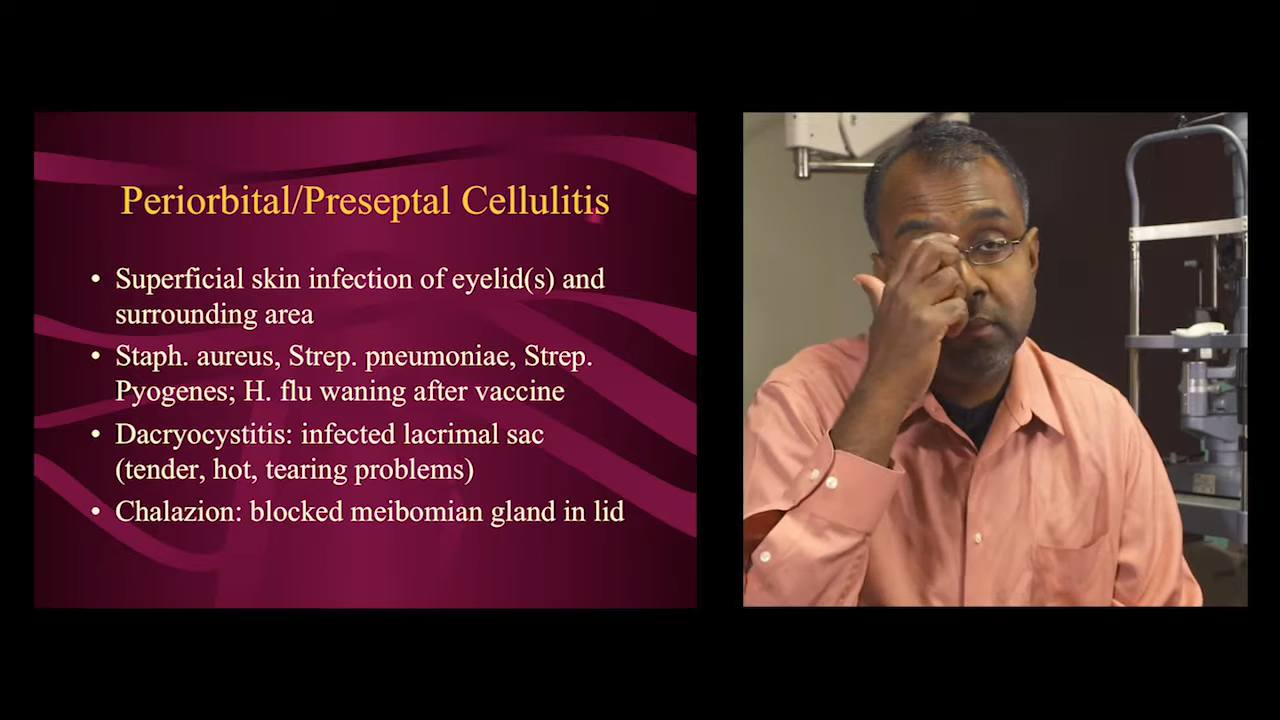 Periorbital/Preseptal Cellulitis
• Superficial skin infection of eyelid(s) and
surrounding area
• Staph. aureus, Strep. pneumoniae, Strep.
Pyogenes; H. flu waning after vaccine
• Dacryocystitis: infected lacrimal sac
(tender, hot, tearing problems)
• Chalazion: blocked meibomian gland in lid